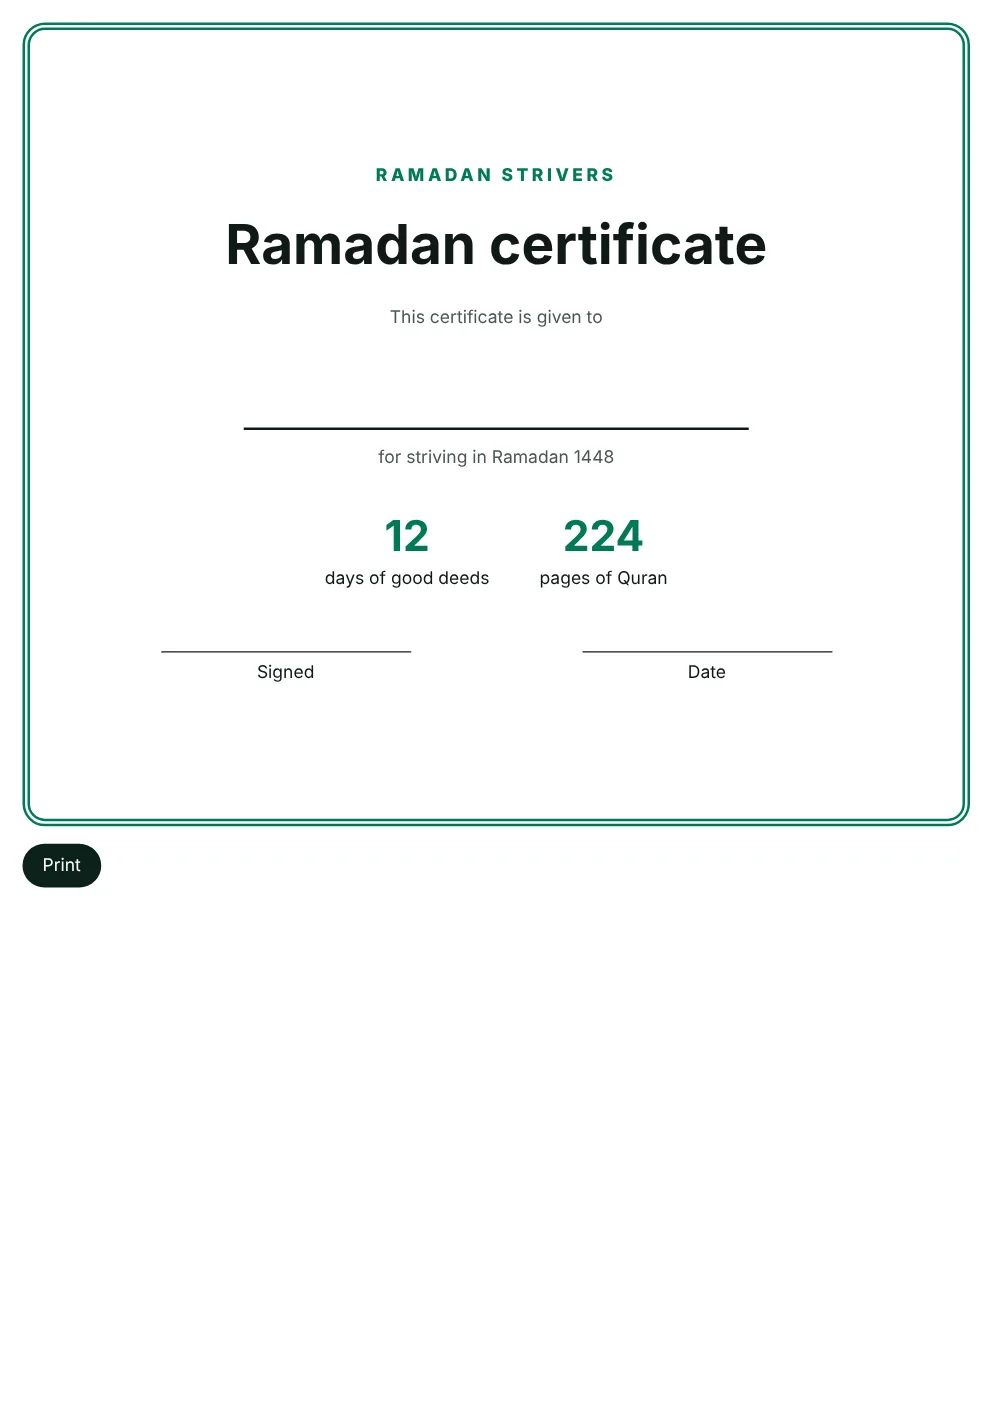 RAMADAN STRIVERS
Ramadan certificate
This certificate is given to
for striving in Ramadan 1448
12 224
days of good deeds pages of Quran
Signed Date
Print